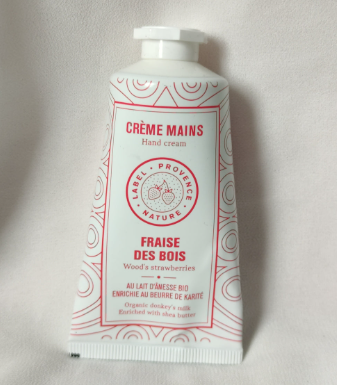 CRÈME MAINS
Hand cream
LABEL • PROVENCE • NATURE •
FRAISE
DES BOIS
Wood's strawberries
AU LAIT D'ÂNESSE BIO
ENRICHIE AU BEURRE DE KARITÉ
Organic donkey's milk
Enriched with shea butter